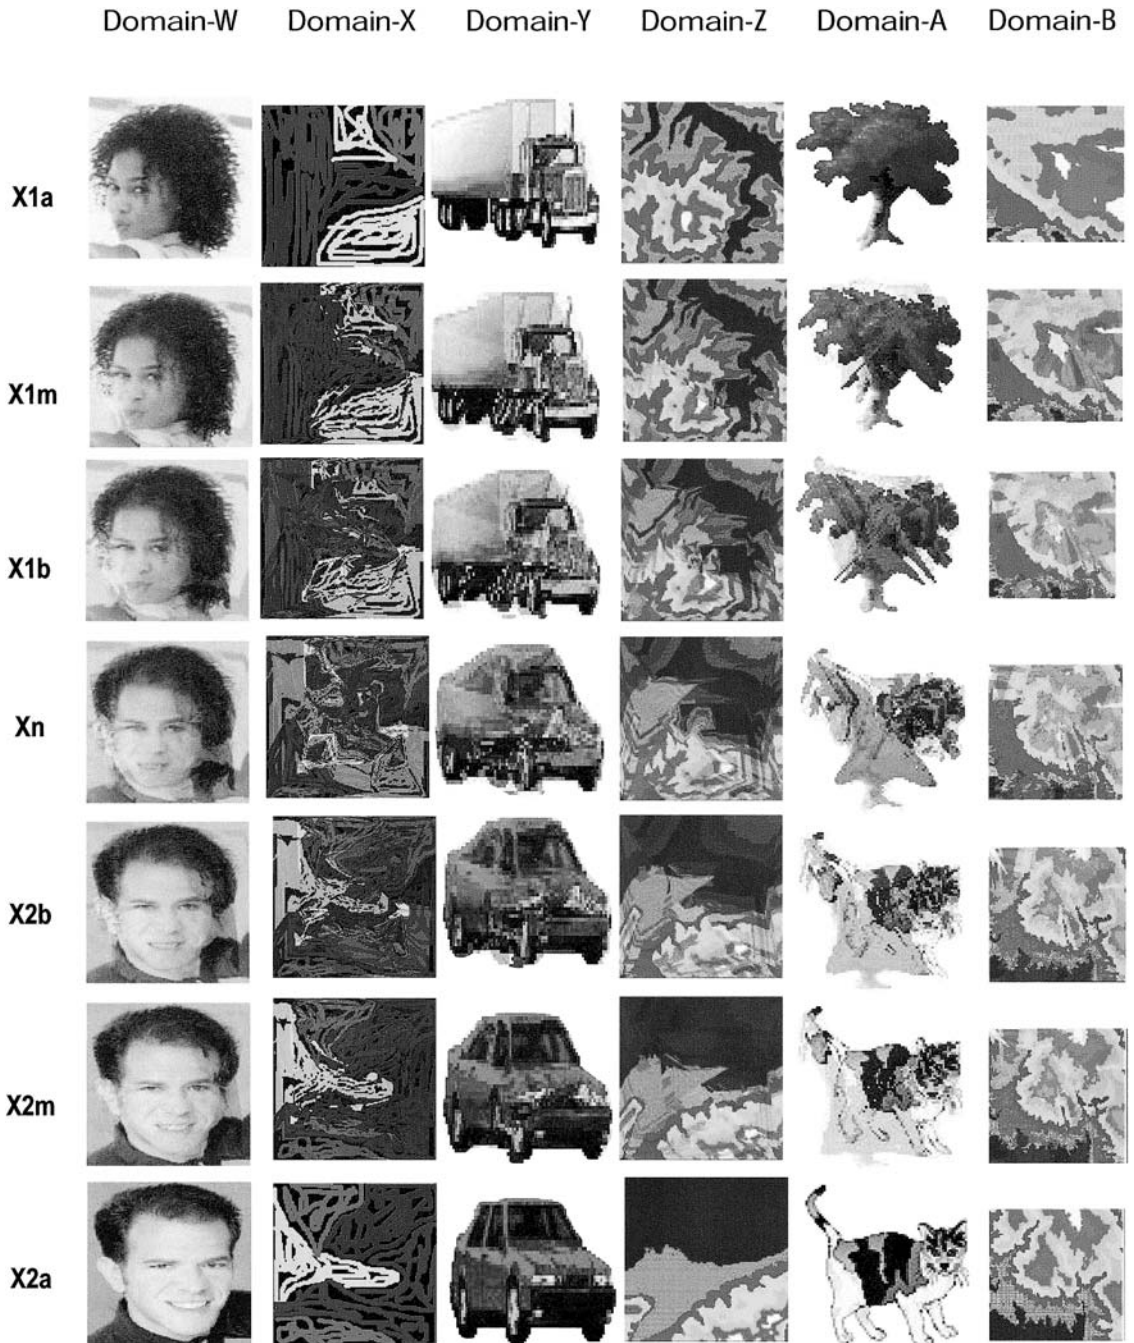 Domain-W Domain-X Domain-Y Domain-Z Domain-A Domain-B
X1a
X1m
X1b
Xn
X2b
X2m
X2a